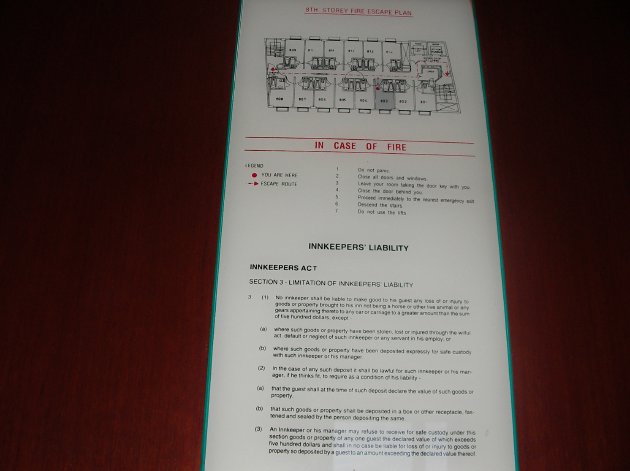 8TH. STOREY FIRE ESCAPE PLAN
IN CASE OF FIRE
LEGEND
YOU ARE HERE
ESCAPE ROUTE
1. Do not panic.
2. Close all doors and windows.
3. Leave your room taking the door key with you.
4. Close the door behind you.
5. Proceed immediately to the nearest emergency exit.
6. Descend the stairs.
7. Do not use the lifts.
INNKEEPERS' LIABILITY
INNKEEPERS ACT
SECTION 3 - LIMITATION OF INNKEEPERS' LIABILITY
3. (1) No innkeeper shall be liable to make good to his guest any loss of or injury to
goods or property brought to his inn not being a horse or other live animal or any
gears appertaining thereto to any car or carriage to a greater amount than the sum
of five hundred dollars, except -
(a) where such goods or property have been stolen, lost or injured through the wilful
act, default or neglect of such innkeeper or any servant in his employ, or
(b) where such goods or property have been deposited expressly for safe custody
with such innkeeper or his manager.
(2) In the case of any such deposit it shall be lawful for such innkeeper or his man-
ager, if he thinks fit, to require as a condition of his liability -
(a) that the guest shall at the time of such deposit declare the value of such goods or
property.
(b) that such goods or property shall be deposited in a box or other receptacle, fas-
tened and sealed by the person depositing the same.
(3) An innkeeper or his manager may refuse to receive for safe custody under this
section goods or property of any one guest the declared value of which exceeds
five hundred dollars and shall in no case be liable for loss of or injury to goods or
property so deposited by a guest to an amount exceeding the declared value thereof.